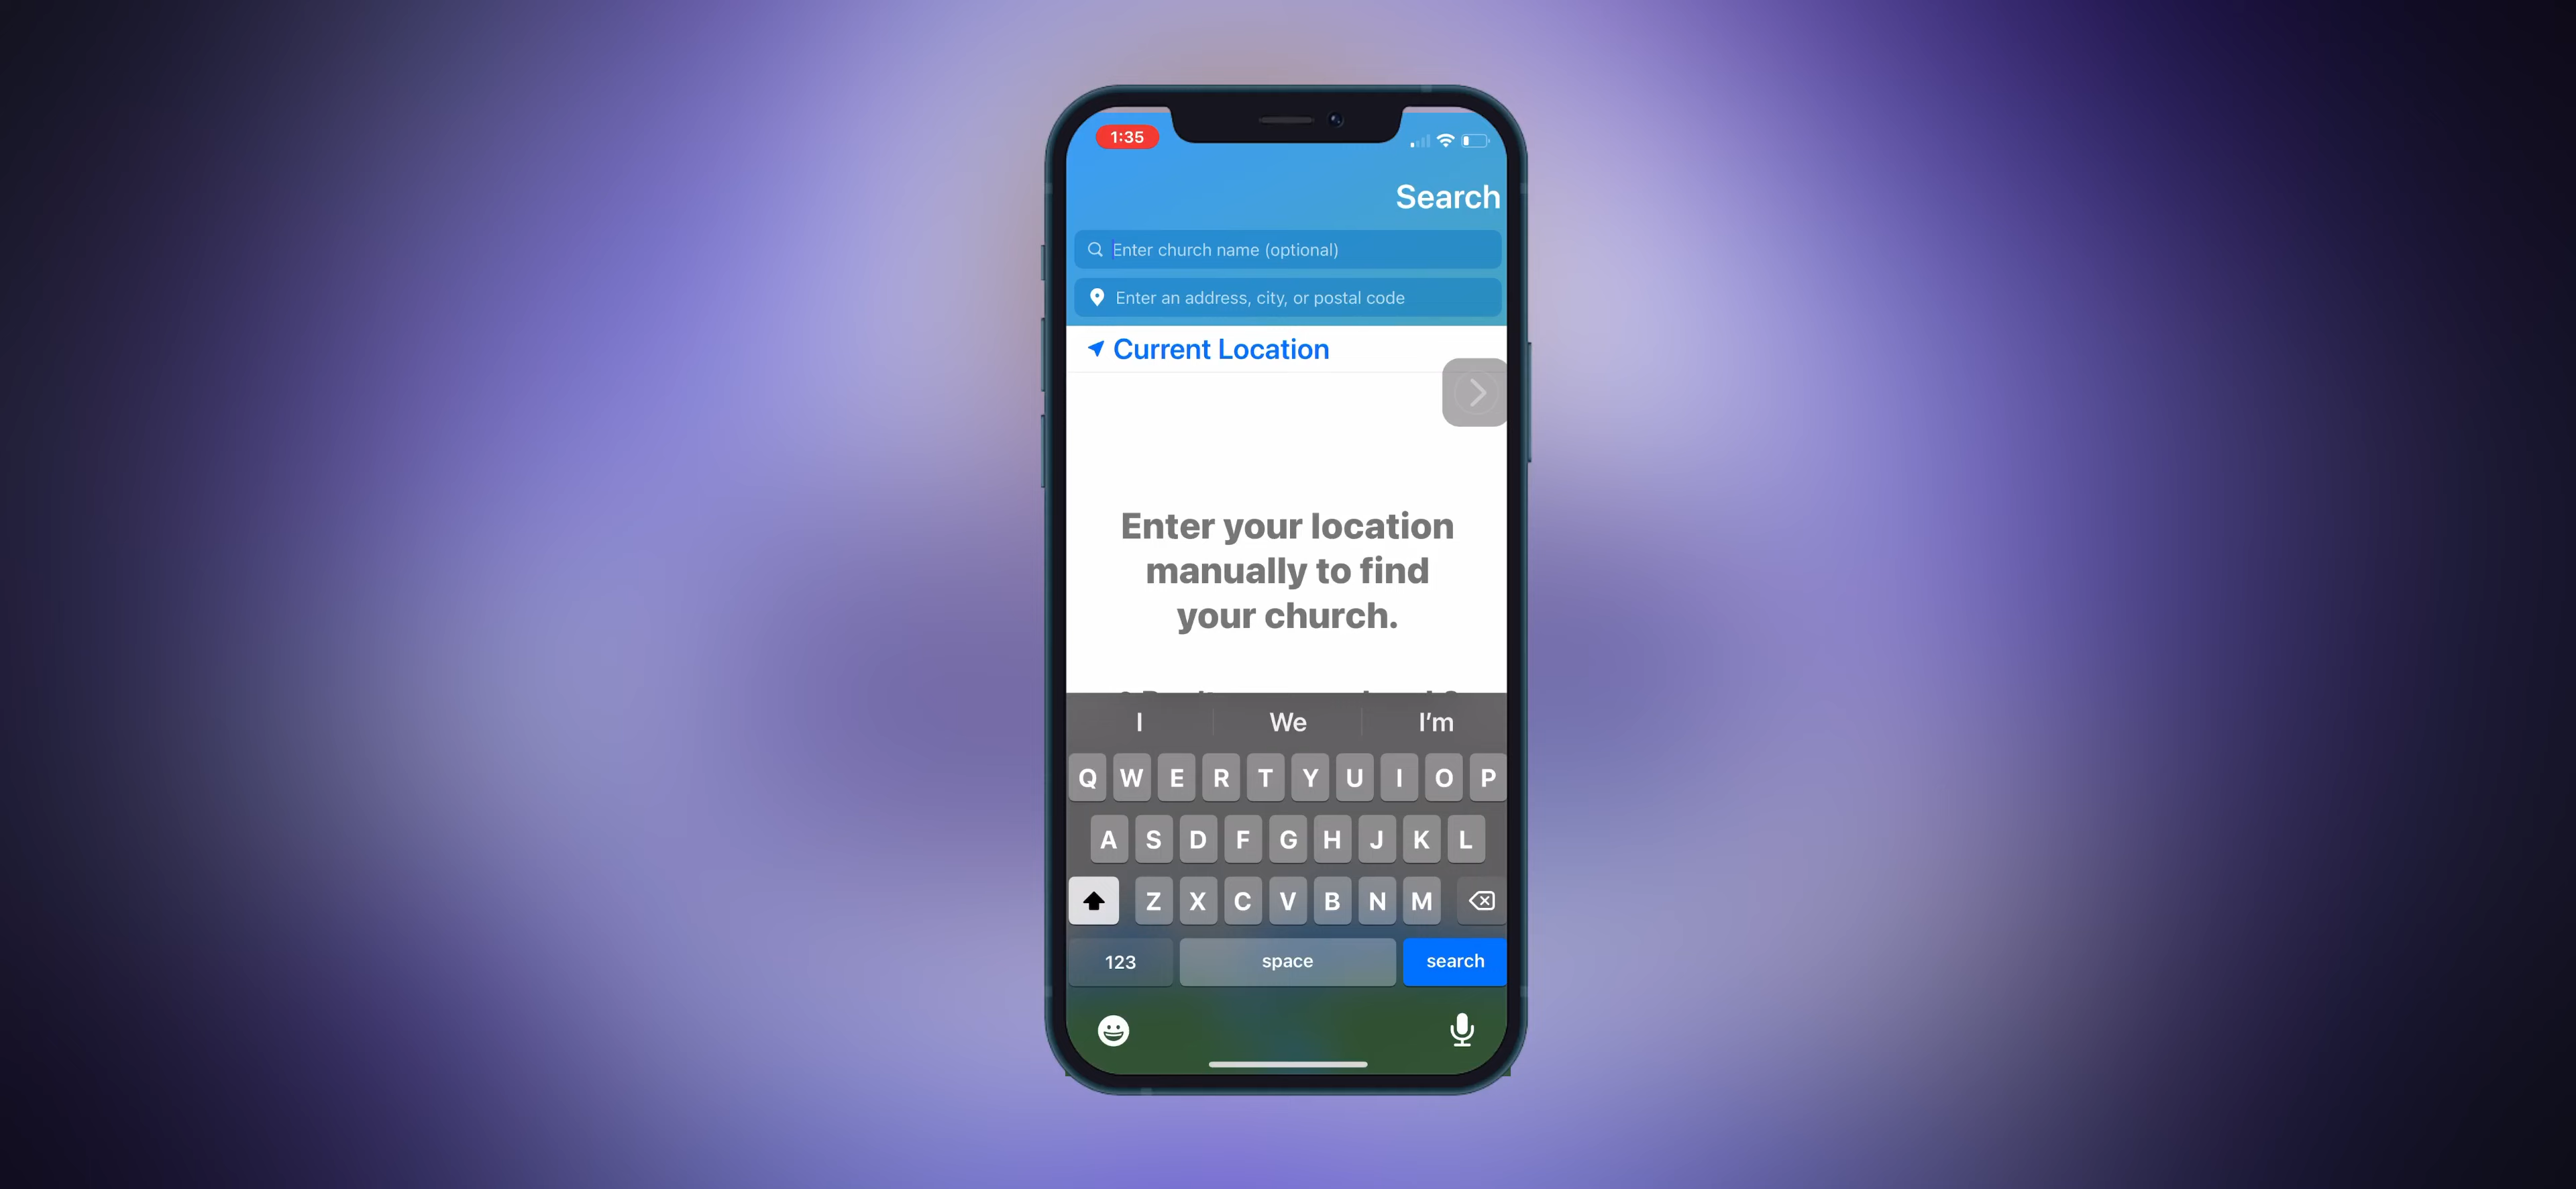 1:35
Search
Enter church name (optional)
Enter an address, city, or postal code
Current Location
Enter your location
manually to find
your church.
I We I'm
Q W E R T Y U I O P
A S D F G H J K L
Z X C V B N M
123 space search